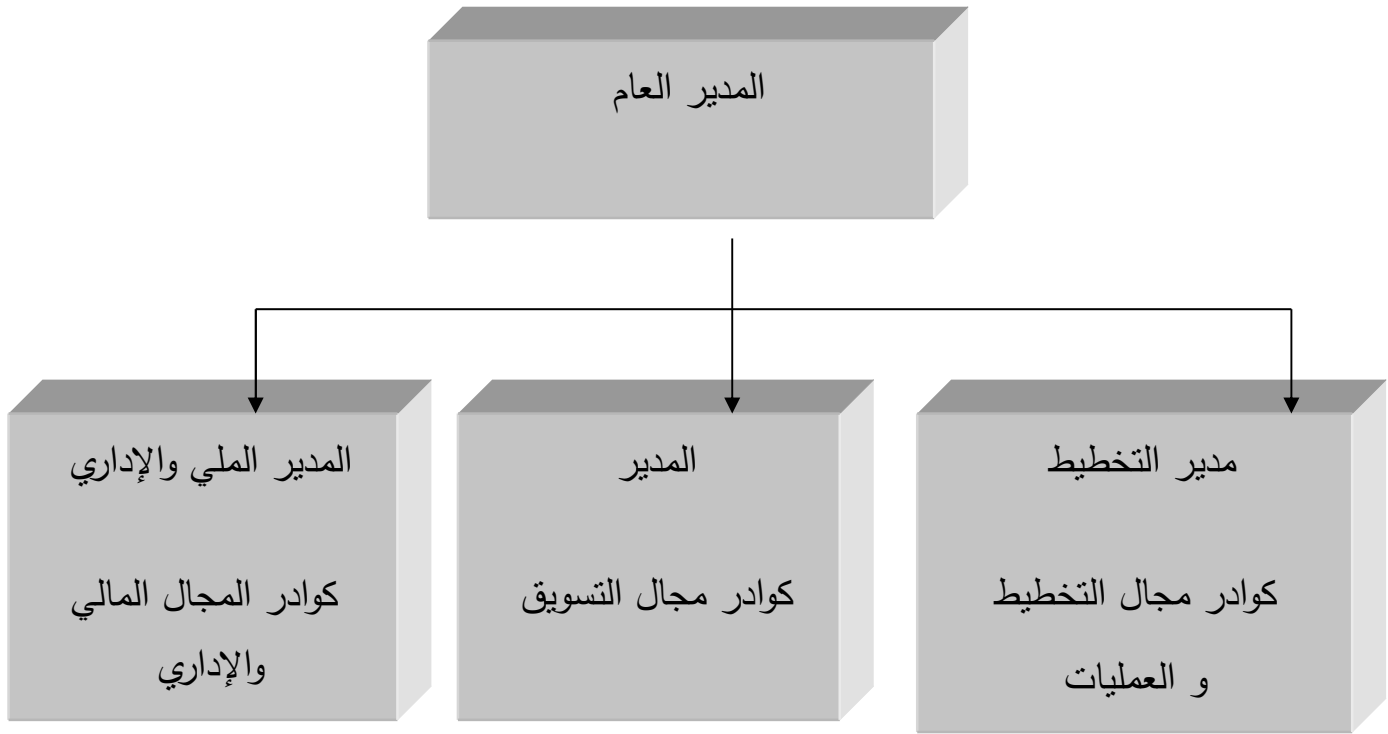 المدير العام
مدير التخطيط
كوادر مجال التخطيط
و العمليات
المدير
كوادر مجال التسويق
المدير الملي والإداري
كوادر المجال المالي
والإداري